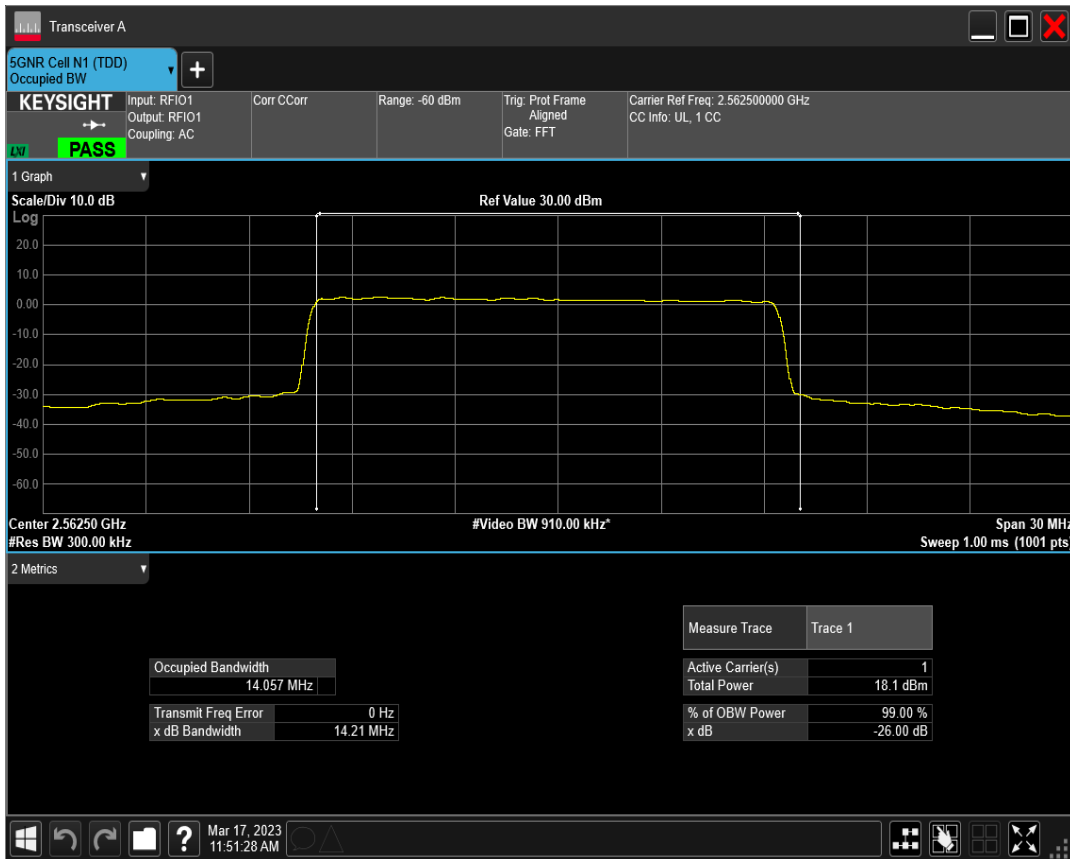 Transceiver A
5GNR Cell N1 (TDD)
Occupied BW
+
KEYSIGHT
LXI
PASS
Input: RFIO1
Output: RFIO1
Coupling: AC
Corr CCorr
Range: -60 dBm
Trig: Prot Frame
Aligned
Gate: FFT
Carrier Ref Freq: 2.562500000 GHz
CC Info: UL, 1 CC
1 Graph
Scale/Div 10.0 dB
Ref Value 30.00 dBm
Log
20.0
10.0
0.00
-10.0
-20.0
-30.0
-40.0
-50.0
-60.0
Center 2.56250 GHz
#Video BW 910.00 kHz*
Span 30 MHz
#Res BW 300.00 kHz
Sweep 1.00 ms (1001 pts)
2 Metrics
Measure Trace Trace 1
Occupied Bandwidth
14.057 MHz
Active Carrier(s) 1
Total Power 18.1 dBm
Transmit Freq Error 0 Hz
x dB Bandwidth 14.21 MHz
% of OBW Power 99.00 %
x dB -26.00 dB
?
Mar 17, 2023
11:51:28 AM